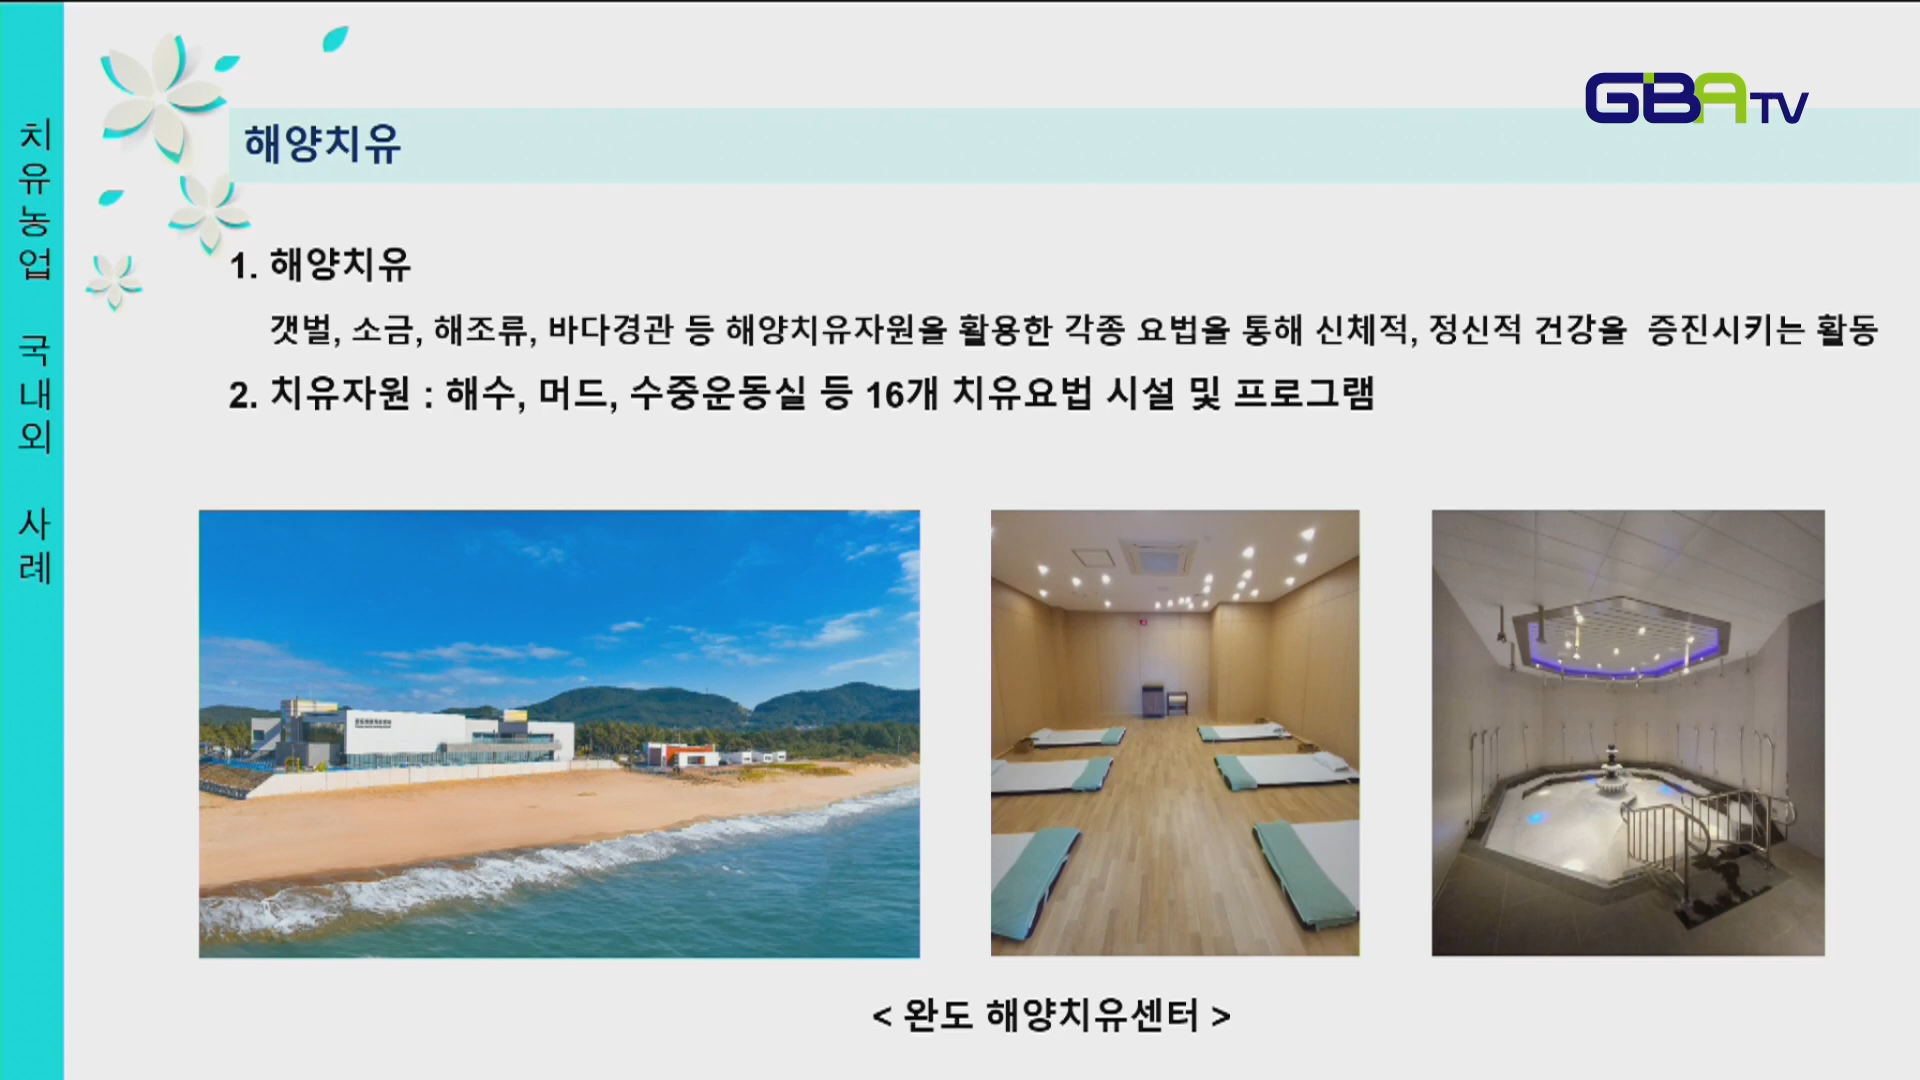 GBA TV
치유농업 국내외 사례
해양치유
1. 해양치유
갯벌, 소금, 해조류, 바다경관 등 해양치유자원을 활용한 각종 요법을 통해 신체적, 정신적 건강을 증진시키는 활동
2. 치유자원 : 해수, 머드, 수중운동실 등 16개 치유요법 시설 및 프로그램
< 완도 해양치유센터 >